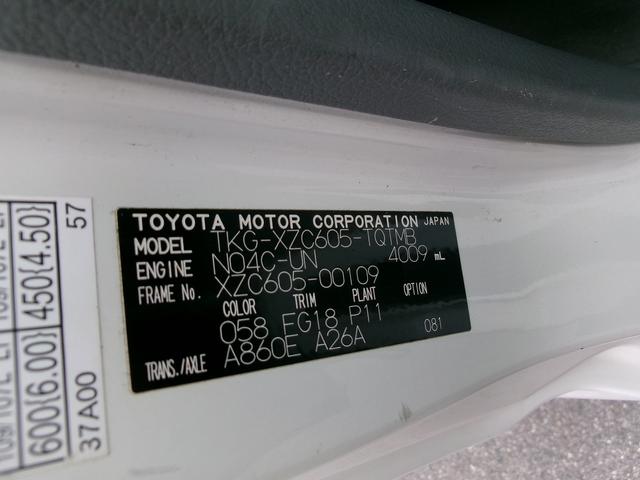 TOYOTA MOTOR CORPORATION JAPAN
MODEL TKG-XZC605-TQTMB
ENGINE N04C-UN 4009 mL
FRAME No. XZC605-00109
COLOR TRIM PLANT OPTION
058 FG18 P11 081
TRANS./AXLE A860E A26A
600{6.00} 450{4.50}
37A00 57